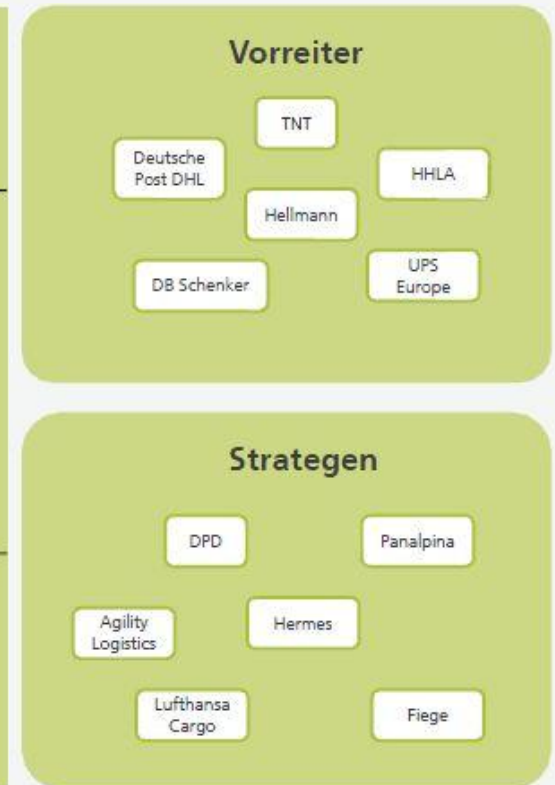 Vorreiter
TNT
Deutsche
Post DHL
HHLA
Hellmann
DB Schenker
UPS
Europe
Strategen
DPD
Panalpina
Agility
Logistics
Hermes
Lufthansa
Cargo
Fiege